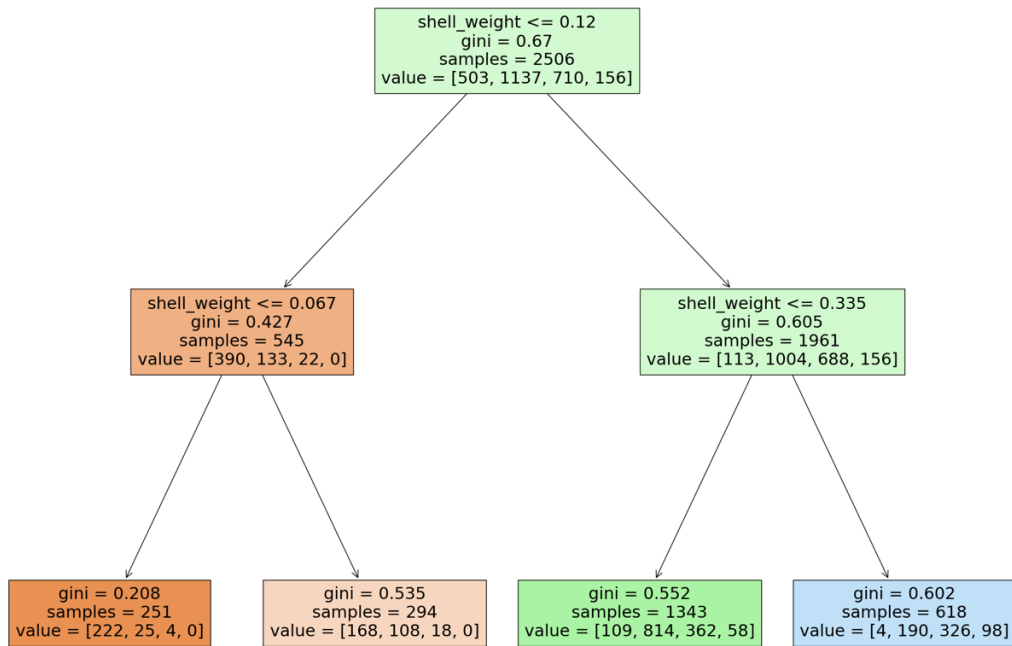 shell_weight <= 0.12
gini = 0.67
samples = 2506
value = [503, 1137, 710, 156]
shell_weight <= 0.067
gini = 0.427
samples = 545
value = [390, 133, 22, 0]
shell_weight <= 0.335
gini = 0.605
samples = 1961
value = [113, 1004, 688, 156]
gini = 0.208
samples = 251
value = [222, 25, 4, 0]
gini = 0.535
samples = 294
value = [168, 108, 18, 0]
gini = 0.552
samples = 1343
value = [109, 814, 362, 58]
gini = 0.602
samples = 618
value = [4, 190, 326, 98]